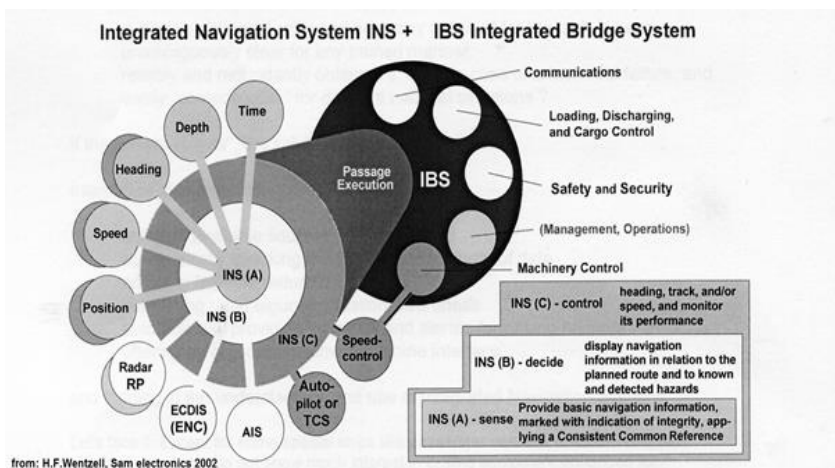 Integrated Navigation System INS + IBS Integrated Bridge System
Time
Depth
Heading
Speed
Position
Radar
RP
ECDIS
(ENC)
AIS
Auto-
pilot or
TCS
Speed-
control
INS (A)
INS (B)
INS (C)
Passage
Execution
IBS
Communications
Loading, Discharging,
and Cargo Control
Safety and Security
(Management, Operations)
Machinery Control
INS (C) - control
heading, track, and/or
speed, and monitor
its performance
INS (B) - decide
display navigation
information in relation to the
planned route and to known
and detected hazards
INS (A) - sense
Provide basic navigation information,
marked with indication of integrity, app-
lying a Consistent Common Reference
from: H.F.Wentzell, Sam electronics 2002